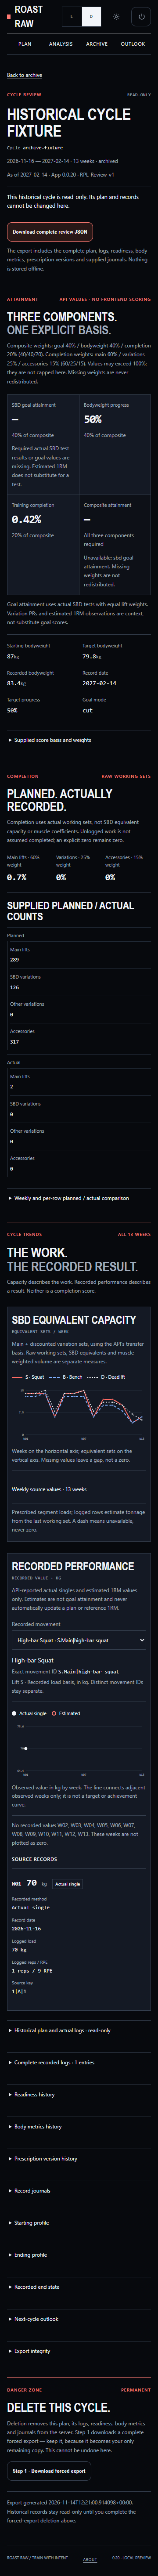 ROAST
RAW
L
D
PLAN
ANALYSIS
ARCHIVE
OUTLOOK
Back to archive
CYCLE REVIEW
READ-ONLY
HISTORICAL CYCLE
FIXTURE
Cycle archive-fixture
2026-11-16 — 2027-02-14 · 13 weeks · archived
As of 2027-02-14 · App 0.0.20 · RPL-Review-v1
This historical cycle is read-only. Its plan and records
cannot be changed here.
Download complete review JSON
The export includes the complete plan, logs, readiness, body
metrics, prescription versions and supplied journals. Nothing
is stored offline.
ATTAINMENT
API VALUES · NO FRONTEND SCORING
THREE COMPONENTS.
ONE EXPLICIT BASIS.
Composite weights: goal 40% / bodyweight 40% / completion
20% (40/40/20). Completion weights: main 60% / variations
25% / accessories 15% (60/25/15). Values may exceed 100%;
they are not capped here. Missing weights are never
redistributed.
SBD goal attainment
—
40% of composite
Required actual SBD test
results or goal values are
missing. Estimated 1RM
does not substitute for a
test.
Bodyweight progress
50%
40% of composite
Training completion
0.42%
20% of composite
Composite attainment
—
All three components
required
Unavailable: sbd goal
attainment. Missing
weights are not
redistributed.
Goal attainment uses actual SBD tests with equal lift weights.
Variation PRs and estimated 1RM observations are context,
not substitute goal scores.
Starting bodyweight
87kg
Target bodyweight
79.8kg
Recorded bodyweight
83.4kg
Record date
2027-02-14
Target progress
50%
Goal mode
cut
▶ Supplied score basis and weights
COMPLETION
RAW WORKING SETS
PLANNED. ACTUALLY
RECORDED.
Completion uses actual working sets, not SBD equivalent
capacity or muscle coefficients. Unlogged work is not
assumed completed; an explicit zero remains zero.
Main lifts · 60%
weight
0.7%
Variations · 25%
weight
0%
Accessories · 15%
weight
0%
SUPPLIED PLANNED / ACTUAL
COUNTS
Planned
Main lifts
289
SBD variations
126
Other variations
0
Accessories
317
Actual
Main lifts
2
SBD variations
0
Other variations
0
Accessories
0
▶ Weekly and per-row planned / actual comparison
CYCLE TRENDS
ALL 13 WEEKS
THE WORK.
THE RECORDED RESULT.
Capacity describes the work. Recorded performance describes
a result. Neither is a completion score.
SBD EQUIVALENT CAPACITY
EQUIVALENT SETS / WEEK
Main + discounted variation sets, using the API's transfer
basis. Raw working sets, SBD equivalents and muscle-
weighted volume are separate measures.
S · Squat
B · Bench
D · Deadlift
Weeks on the horizontal axis; equivalent sets on the
vertical axis. Missing values leave a gap, not a zero.
Weekly source values · 13 weeks
Prescribed segment loads; logged rows estimate tonnage
from the last working set. A dash means unavailable,
never zero.
RECORDED PERFORMANCE
RECORDED VALUE · KG
API-reported actual singles and estimated 1RM values
only. Estimates are not goal attainment and never
automatically update a plan or reference 1RM.
Recorded movement
High-bar Squat · S.Main|high-bar squat
High-bar Squat
Exact movement ID S.Main|high-bar squat
Lift S · Recorded load basis, in kg. Distinct movement IDs
stay separate.
Actual single
Estimated
Observed value in kg by week. The line connects adjacent
observed weeks only; it is not a target or achievement
curve.
No recorded value: W02, W03, W04, W05, W06, W07,
W08, W09, W10, W11, W12, W13. These weeks are not
plotted as zero.
SOURCE RECORDS
W01 70 kg Actual single
Recorded method
Actual single
Record date
2026-11-16
Logged load
70 kg
Logged reps / RPE
1 reps / 9 RPE
Source key
1|A|1
▶ Historical plan and actual logs · read-only
▶ Complete recorded logs · 1 entries
▶ Readiness history
▶ Body metrics history
▶ Prescription version history
▶ Record journals
▶ Starting profile
▶ Ending profile
▶ Recorded end state
▶ Next-cycle outlook
▶ Export integrity
DANGER ZONE
PERMANENT
DELETE THIS CYCLE.
Deletion removes this plan, its logs, readiness, body metrics
and journals from the server. Step 1 downloads a complete
forced export — keep it, because it becomes your only
remaining copy. This cannot be undone here.
Step 1 · Download forced export
Export generated 2026-11-14T12:21:00.914098+00:00.
Historical records stay read-only until you complete the
forced-export deletion above.
ROAST RAW / TRAIN WITH INTENT
ABOUT
0.20 · LOCAL PREVIEW